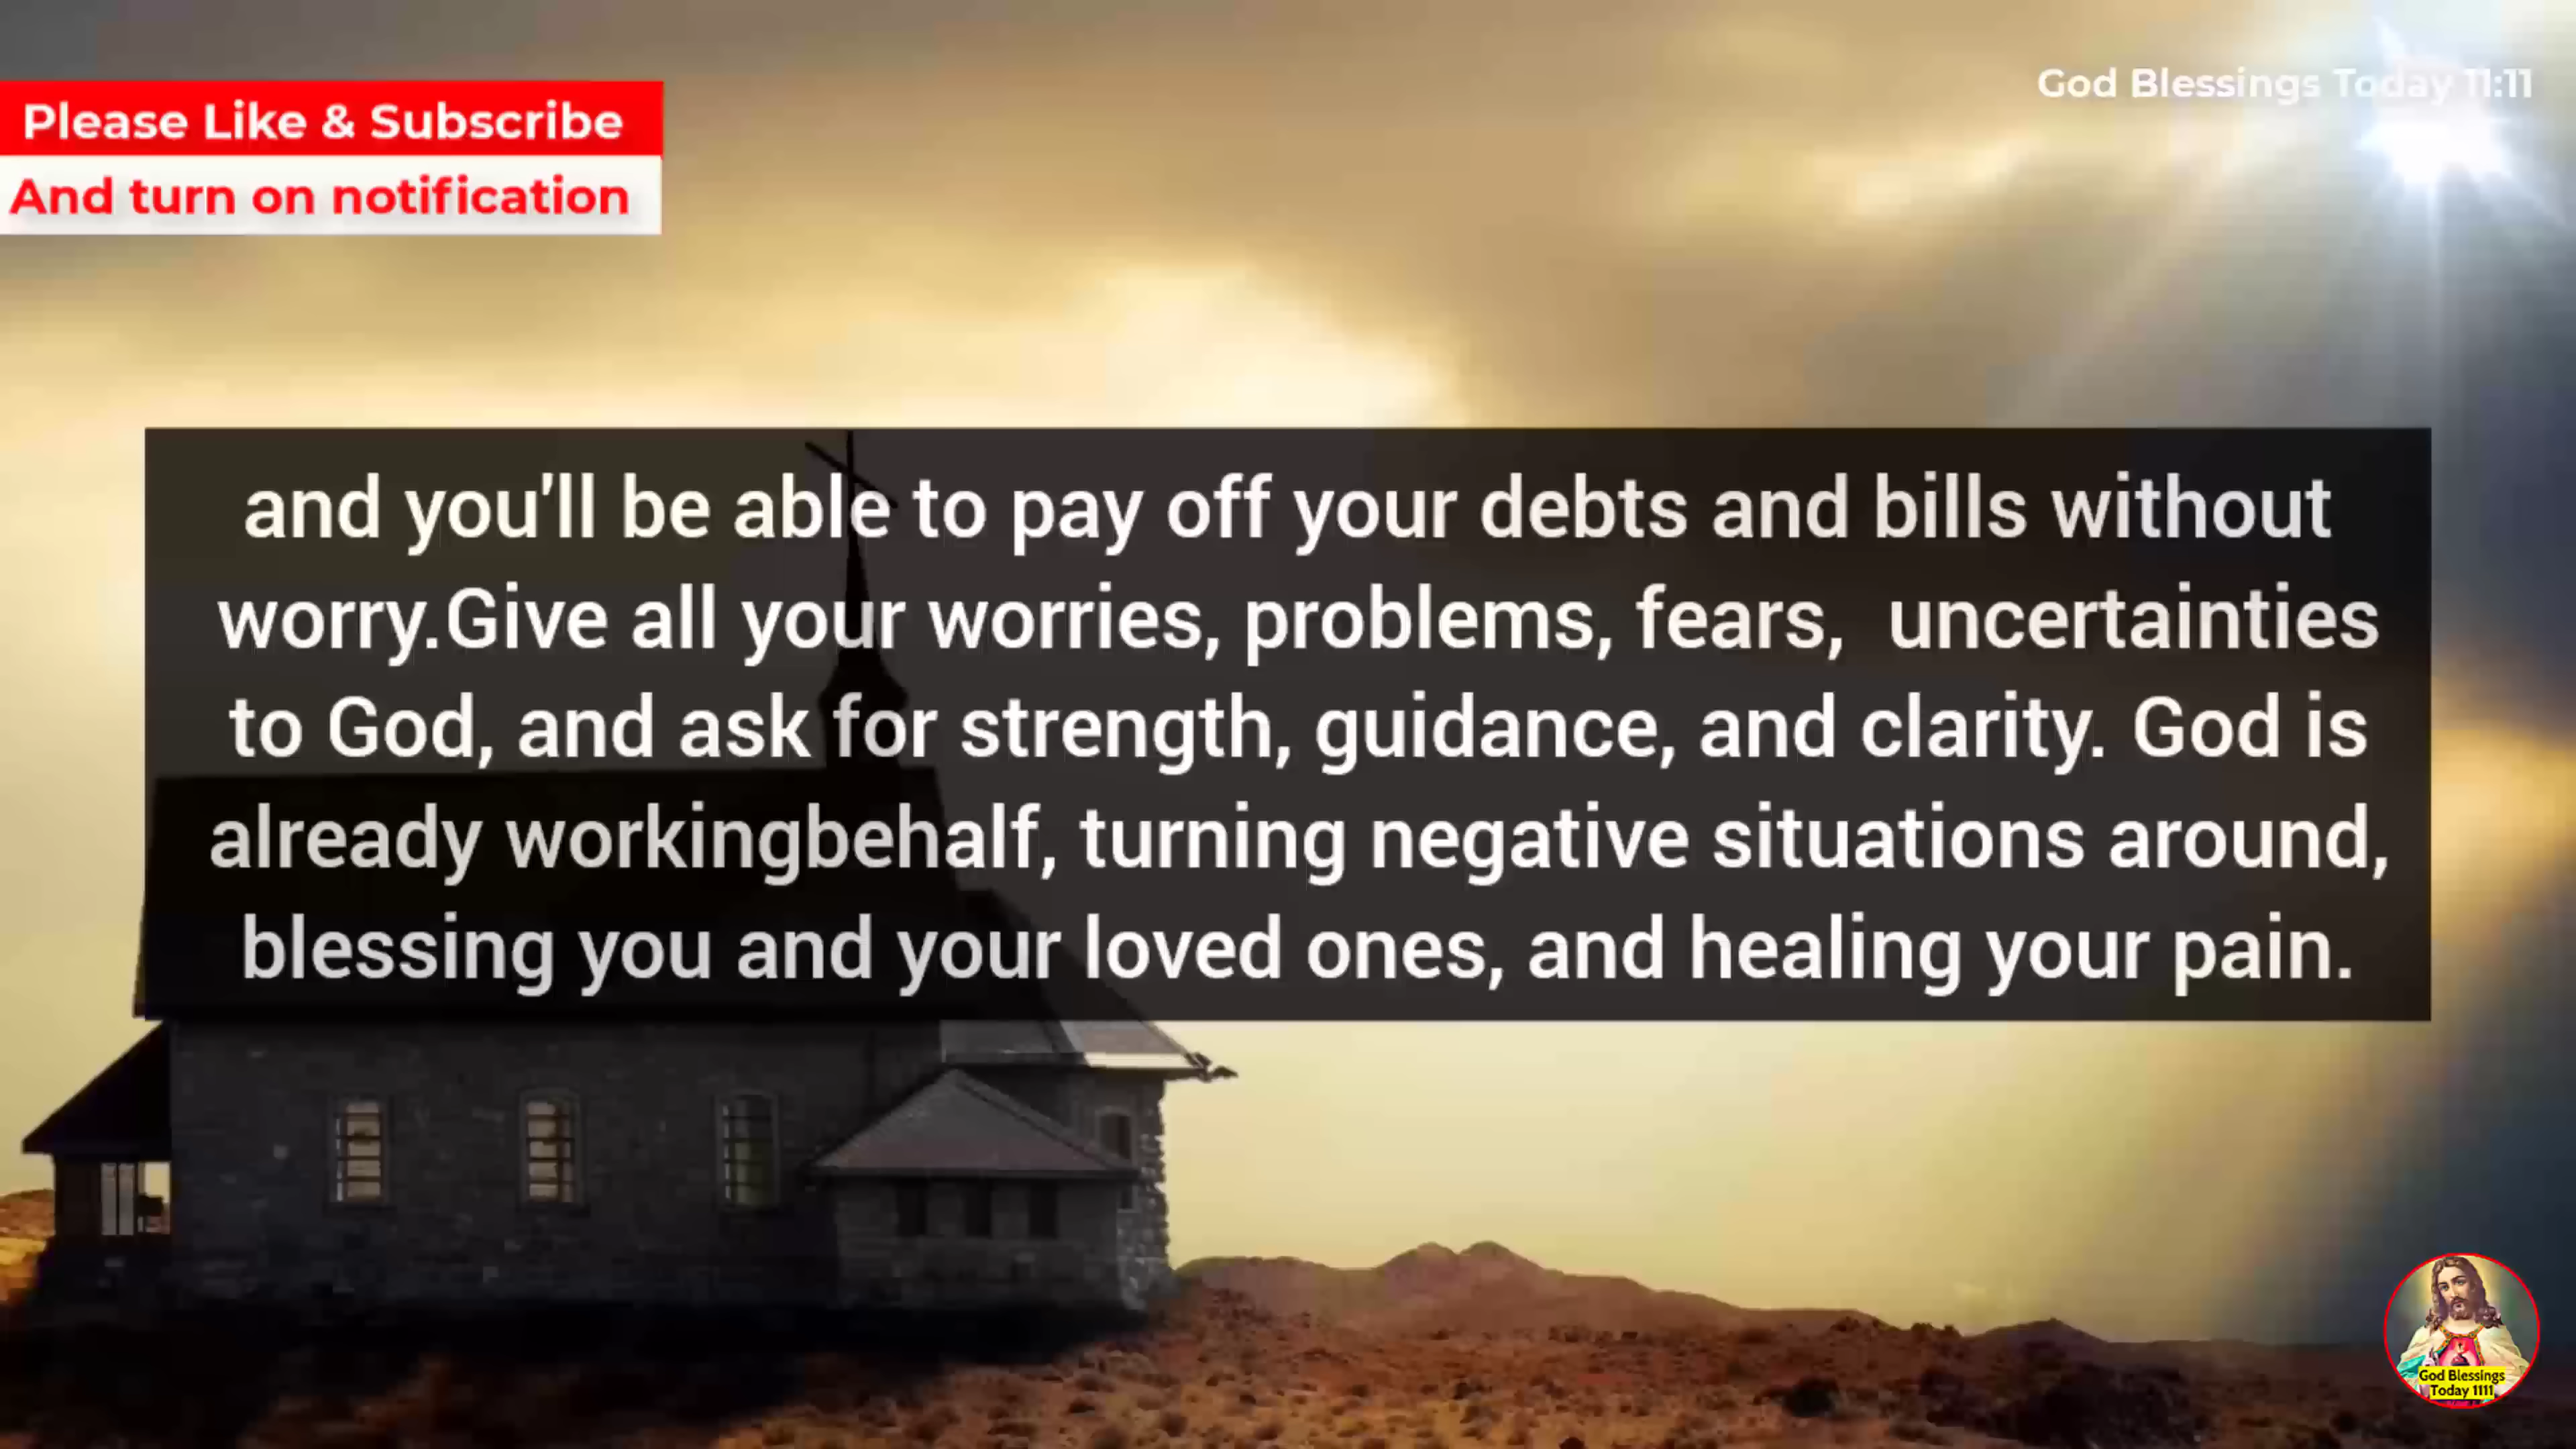 Please Like & Subscribe
And turn on notification
God Blessings Today 11:11
and you'll be able to pay off your debts and bills without
worry.Give all your worries, problems, fears,  uncertainties
to God, and ask for strength, guidance, and clarity. God is
already workingbehalf, turning negative situations around,
blessing you and your loved ones, and healing your pain.
God Blessings
Today 1111